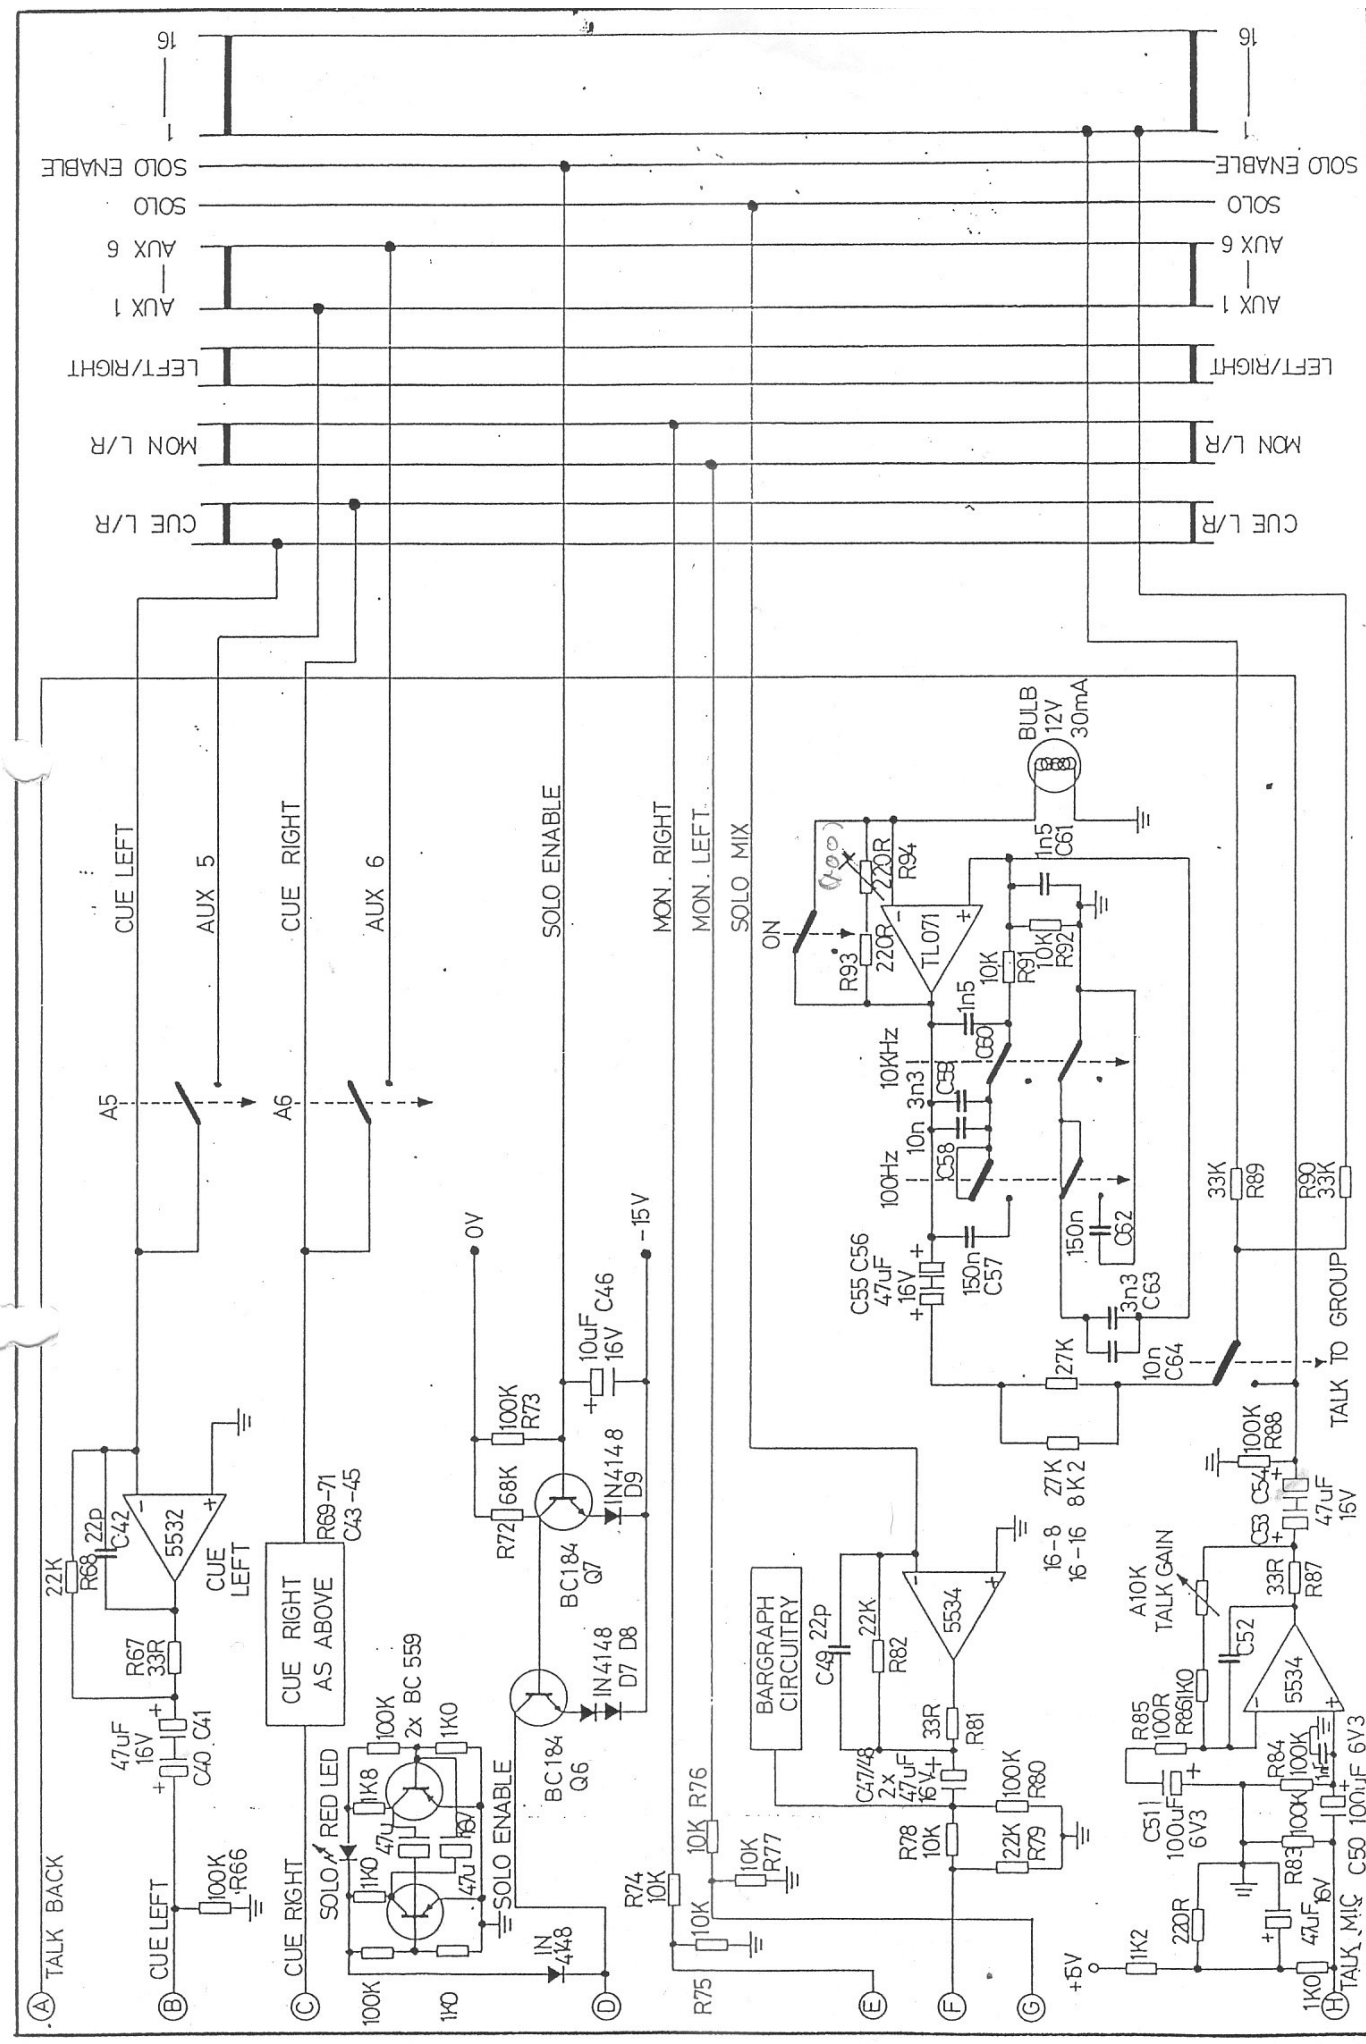 16
1
SOLO ENABLE
SOLO
AUX 6
AUX 1
LEFT/RIGHT
MON L/R
CUE L/R
16
1
SOLO ENABLE
SOLO
AUX 6
AUX 1
LEFT/RIGHT
MON L/R
CUE L/R
A
TALK BACK
B
CUE LEFT
100K
R66
47uF
16V
C40 C41
R67
33R
22K
R68
22p
C42
-
+
5532
CUE
LEFT
A5
CUE LEFT
AUX 5
C
CUE RIGHT
CUE RIGHT
AS ABOVE
R69-71
C43-45
A6
CUE RIGHT
AUX 6
SOLO RED LED
100K
1K0
1K0
1K8
47u
47u
16V
100K
2x BC 559
1K0
SOLO ENABLE
IN
4148
D
BC184
Q6
IN4148
D7 D8
BC184
Q7
IN4148
D9
R72
68K
100K
R73
0V
10uF
16V
C46
+
-15V
SOLO ENABLE
R75
10K
R74
10K
10K
R76
10K
R77
MON. RIGHT
MON. LEFT
SOLO MIX
E
F
G
BARGRAPH
CIRCUITRY
C47/48
2x
47uF
16V
+
R78
10K
22K
R79
100K
R80
33R
R81
C49
22p
22K
R82
-
+
5534
16-8 27K
16-16 8K2
27K
C55 C56
47uF
16V
+
+
150n
C57
100Hz
10n
C58
3n3
C59
10KHz
C60
1n5
ON
R93
220R
220R
R94
TL071
-
+
10K
R91
10K
R92
1n5
C61
BULB
12V
30mA
150n
C62
3n3
C63
10n
C64
33K
R89
R90
33K
TALK TO GROUP
+5V
1K2
220R
1K0
47uF
16V
+
H
TALK MIC
R83
100K
R84
100K
C50 100uF 6V3
C51
100uF
6V3
+
R85
100R
R86
1K0
C52
5534
-
+
A10K
TALK GAIN
33R
R87
C53
C54
+
+
47uF
16V
100K
R88